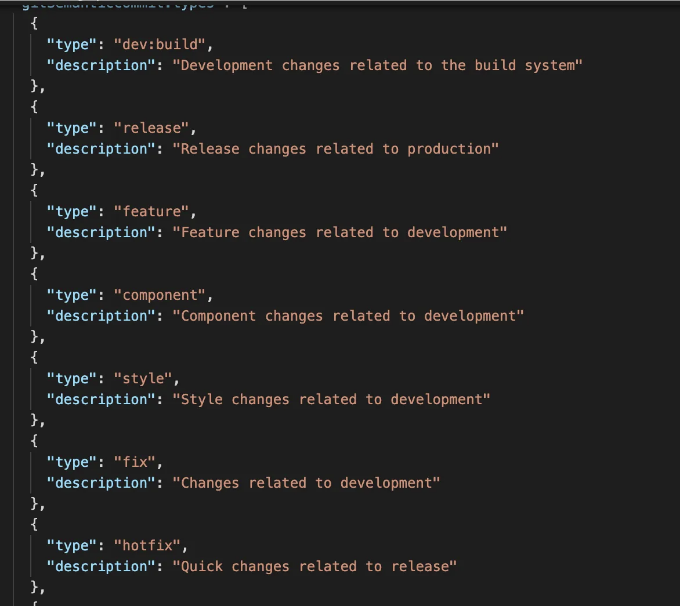 gitSemanticCommit.types": [
{
"type": "dev:build",
"description": "Development changes related to the build system"
},
{
"type": "release",
"description": "Release changes related to production"
},
{
"type": "feature",
"description": "Feature changes related to development"
},
{
"type": "component",
"description": "Component changes related to development"
},
{
"type": "style",
"description": "Style changes related to development"
},
{
"type": "fix",
"description": "Changes related to development"
},
{
"type": "hotfix",
"description": "Quick changes related to release"
},
{